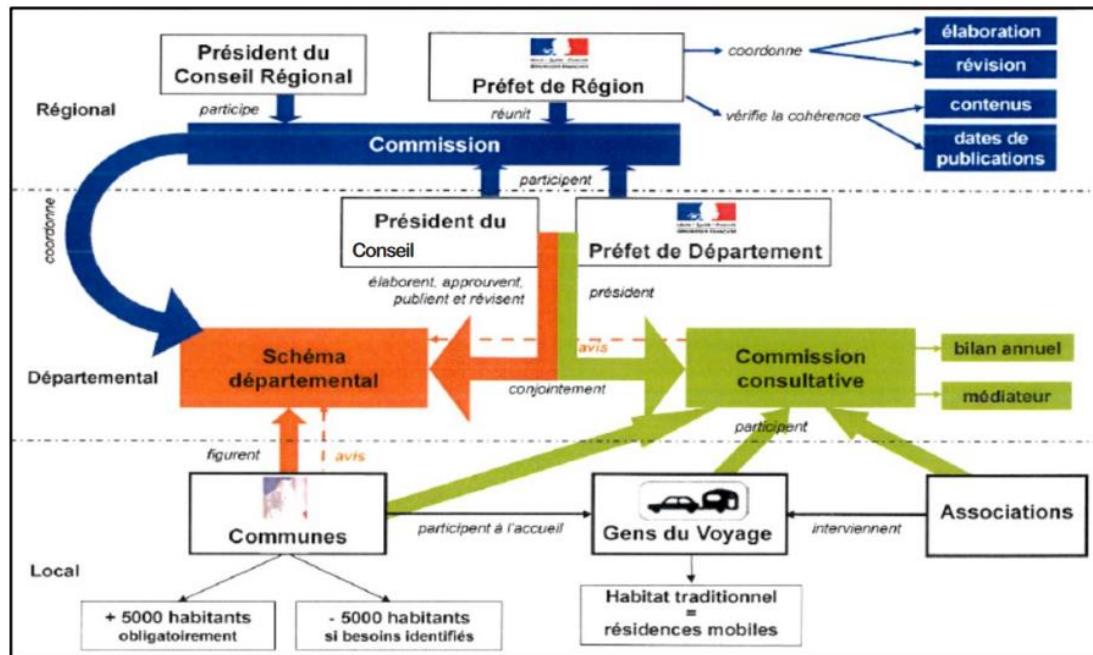 Président du
Conseil Régional
Préfet de Région
coordonne
élaboration
révision
Régional
participe
réunit
vérifie la cohérence
contenus
dates de
publications
Commission
participent
coordonne
Président du
Conseil
Préfet de Département
élaborent, approuvent,
publient et révisent
président
Départemental
Schéma
départemental
avis
conjointement
Commission
consultative
bilan annuel
médiateur
figurent
avis
participent
Communes
participent à l'accueil
Gens du Voyage
interviennent
Associations
Local
+ 5000 habitants
obligatoirement
- 5000 habitants
si besoins identifiés
Habitat traditionnel
=
résidences mobiles